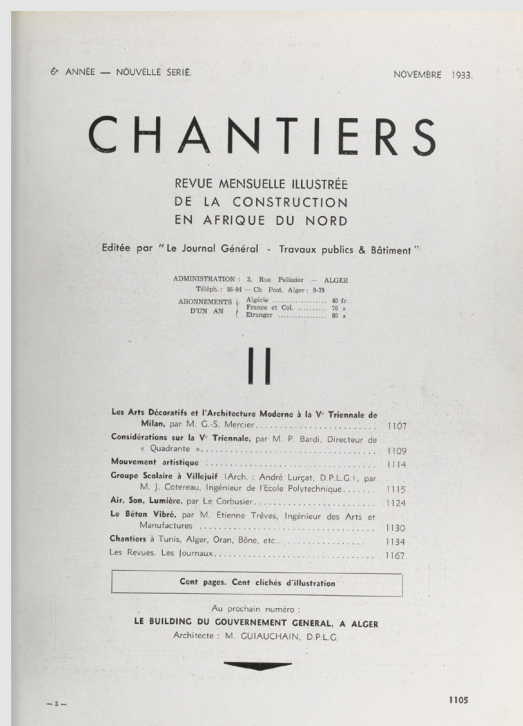 6e ANNÉE — NOUVELLE SERIE.
NOVEMBRE 1933.
CHANTIERS
REVUE MENSUELLE ILLUSTRÉE
DE LA CONSTRUCTION
EN AFRIQUE DU NORD
Editée par "Le Journal Général - Travaux publics & Bâtiment"
ADMINISTRATION : 3, Rue Pelissier — ALGER
Téléph. : 56-84 — Ch Post. Alger : 9-79
ABONNEMENTS D'UN AN
Algérie .................. 60 fr.
France et Col. .......... 70 »
Etranger ................ 80 »
11
Les Arts Décoratifs et l'Architecture Moderne à la Ve Triennale de
Milan, par M. G.-S. Mercier.......................... 1107
Considérations sur la Ve Triennale, par M. P. Bardi, Directeur de
« Quadrante »...................................... 1109
Mouvement artistique : .................................. 1114
Groupe Scolaire à Villejuif (Arch. : André Lurçat, D.P.L.G.), par
M. J. Cotereau, Ingénieur de l'Ecole Polytechnique....... 1115
Air, Son, Lumière, par Le Corbusier.......................... 1124
Le Béton Vibré, par M. Etienne Trêves, Ingénieur des Arts et
Manufactures ...................................... 1130
Chantiers à Tunis, Alger, Oran, Bône, etc.................... 1134
Les Revues. Les Journaux.................................. 1167
Cent pages. Cent clichés d'illustration
Au prochain numéro :
LE BUILDING DU GOUVERNEMENT GENERAL, A ALGER
Architecte : M. GUIAUCHAIN, D.P.L.G.
— 3 —
1105